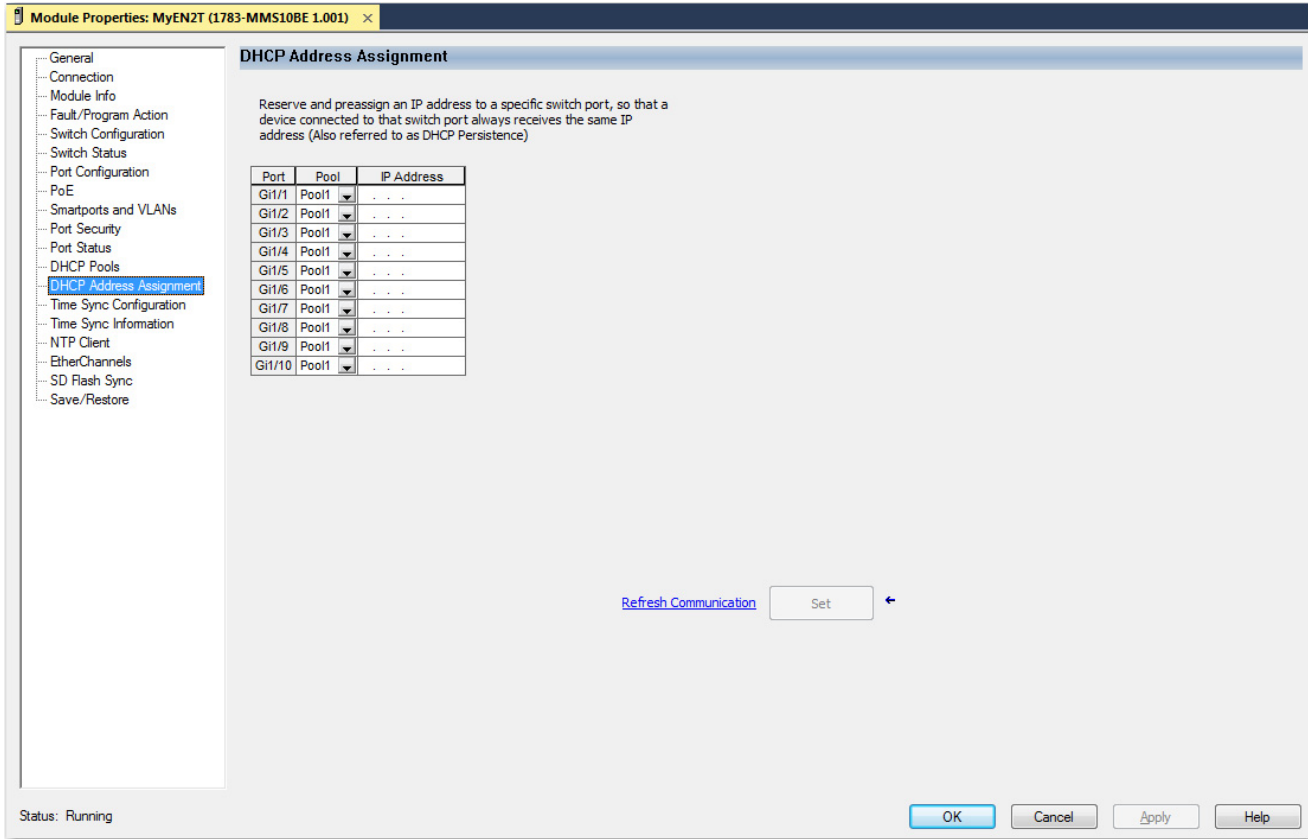 Module Properties: MyEN2T (1783-MMS10BE 1.001) ×
General
Connection
Module Info
Fault/Program Action
Switch Configuration
Switch Status
Port Configuration
PoE
Smartports and VLANs
Port Security
Port Status
DHCP Pools
DHCP Address Assignment
Time Sync Configuration
Time Sync Information
NTP Client
EtherChannels
SD Flash Sync
Save/Restore
DHCP Address Assignment
Reserve and preassign an IP address to a specific switch port, so that a
device connected to that switch port always receives the same IP
address (Also referred to as DHCP Persistence)
Port Pool IP Address
Gi1/1 Pool1 . . .
Gi1/2 Pool1 . . .
Gi1/3 Pool1 . . .
Gi1/4 Pool1 . . .
Gi1/5 Pool1 . . .
Gi1/6 Pool1 . . .
Gi1/7 Pool1 . . .
Gi1/8 Pool1 . . .
Gi1/9 Pool1 . . .
Gi1/10 Pool1 . . .
Refresh Communication Set ←
Status: Running OK Cancel Apply Help